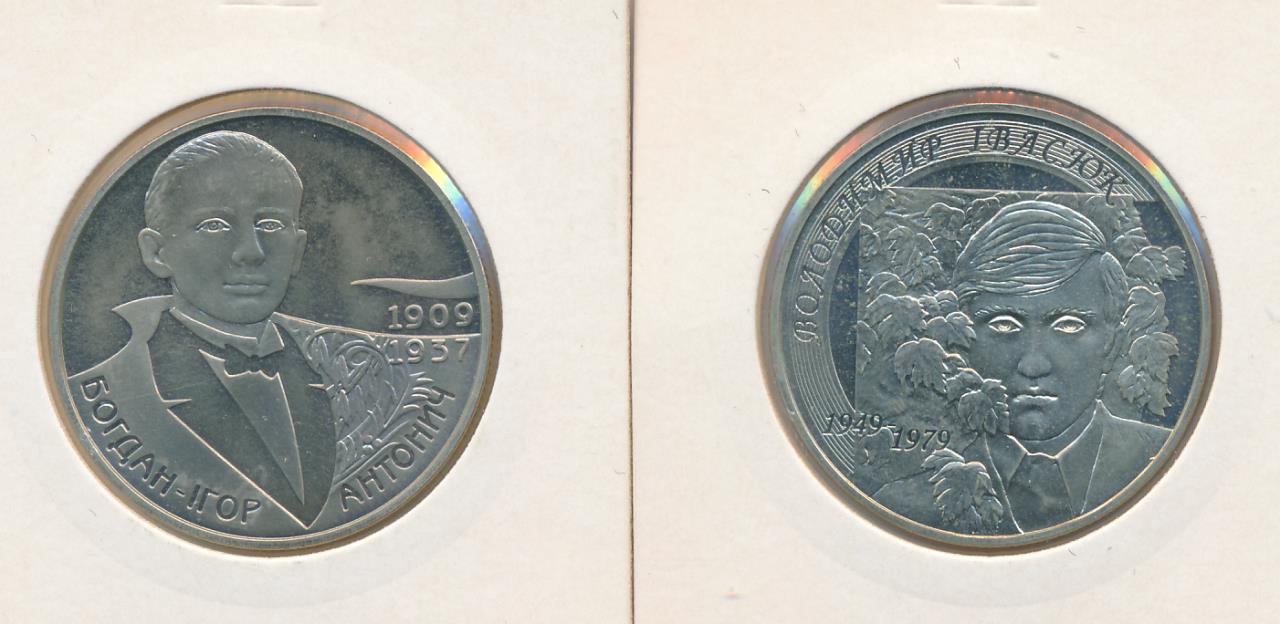 БОГДАН-ІГОР
АНТОНИЧ
1909
1937
ВОЛОДИМИР ІВАСЮК
1949-1979